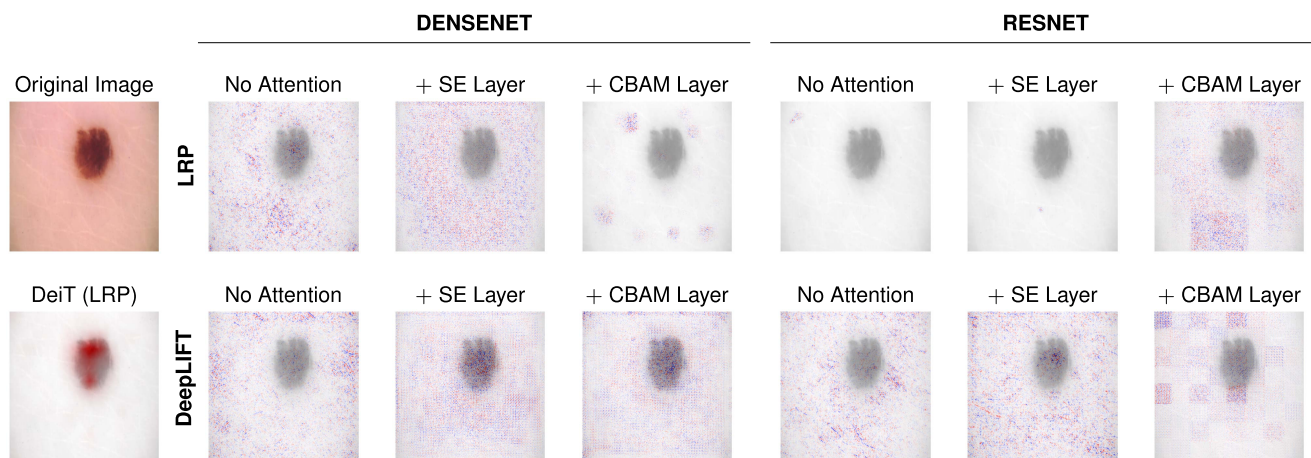 DENSENET
RESNET
Original Image
No Attention
+ SE Layer
+ CBAM Layer
No Attention
+ SE Layer
+ CBAM Layer
LRP
DeiT (LRP)
No Attention
+ SE Layer
+ CBAM Layer
No Attention
+ SE Layer
+ CBAM Layer
DeepLIFT